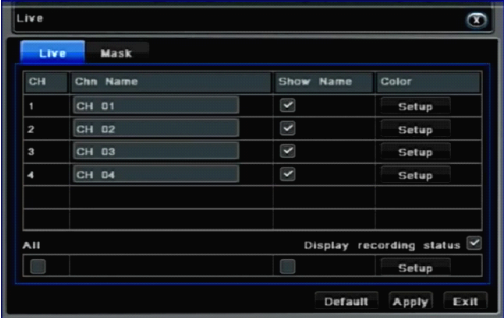 Live X
Live Mask
CH Chn Name Show Name Color
1 CH 01 Setup
2 CH 02 Setup
3 CH 03 Setup
4 CH 04 Setup
All Display recording status
Setup
Default Apply Exit